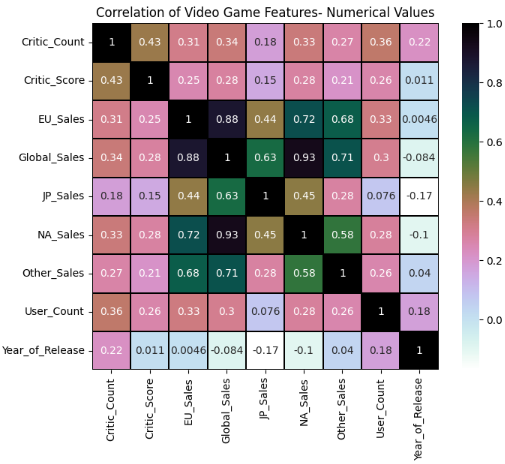 Correlation of Video Game Features- Numerical Values
Critic_Count 1 0.43 0.31 0.34 0.18 0.33 0.27 0.36 0.22
Critic_Score 0.43 1 0.25 0.28 0.15 0.28 0.21 0.26 0.011
EU_Sales 0.31 0.25 1 0.88 0.44 0.72 0.68 0.33 0.0046
Global_Sales 0.34 0.28 0.88 1 0.63 0.93 0.71 0.3 -0.084
JP_Sales 0.18 0.15 0.44 0.63 1 0.45 0.28 0.076 -0.17
NA_Sales 0.33 0.28 0.72 0.93 0.45 1 0.58 0.28 -0.1
Other_Sales 0.27 0.21 0.68 0.71 0.28 0.58 1 0.26 0.04
User_Count 0.36 0.26 0.33 0.3 0.076 0.28 0.26 1 0.18
Year_of_Release 0.22 0.011 0.0046 -0.084 -0.17 -0.1 0.04 0.18 1
Critic_Count
Critic_Score
EU_Sales
Global_Sales
JP_Sales
NA_Sales
Other_Sales
User_Count
Year_of_Release
1.0
0.8
0.6
0.4
0.2
0.0